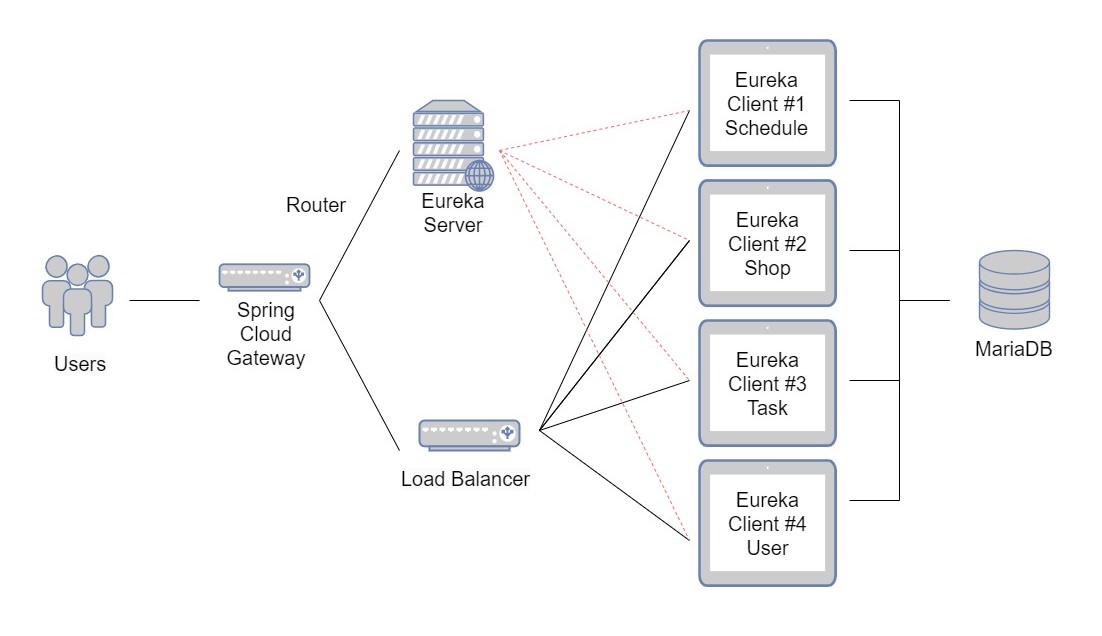 Users
Spring
Cloud
Gateway
Router
Eureka
Server
Load Balancer
Eureka
Client #1
Schedule
Eureka
Client #2
Shop
Eureka
Client #3
Task
Eureka
Client #4
User
MariaDB